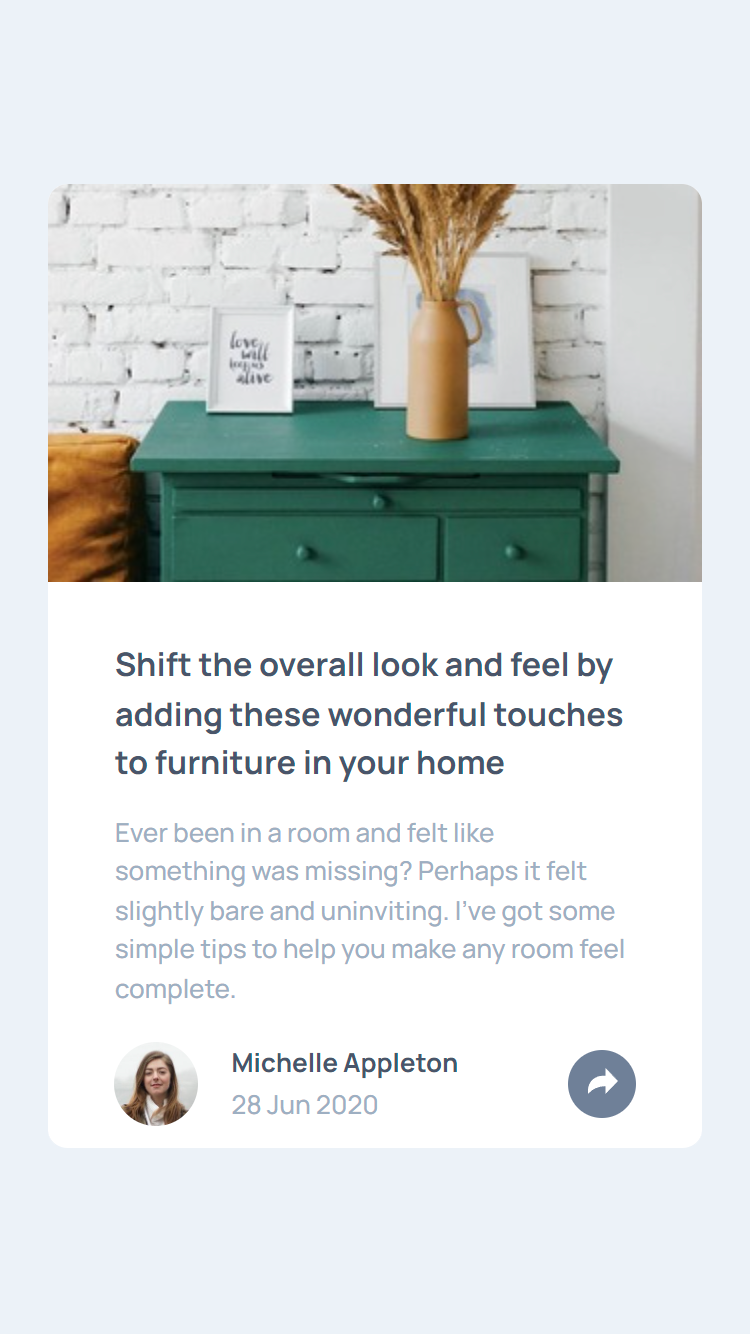 love
will
keep us
alive
Shift the overall look and feel by
adding these wonderful touches
to furniture in your home
Ever been in a room and felt like
something was missing? Perhaps it felt
slightly bare and uninviting. I’ve got some
simple tips to help you make any room feel
complete.
Michelle Appleton
28 Jun 2020